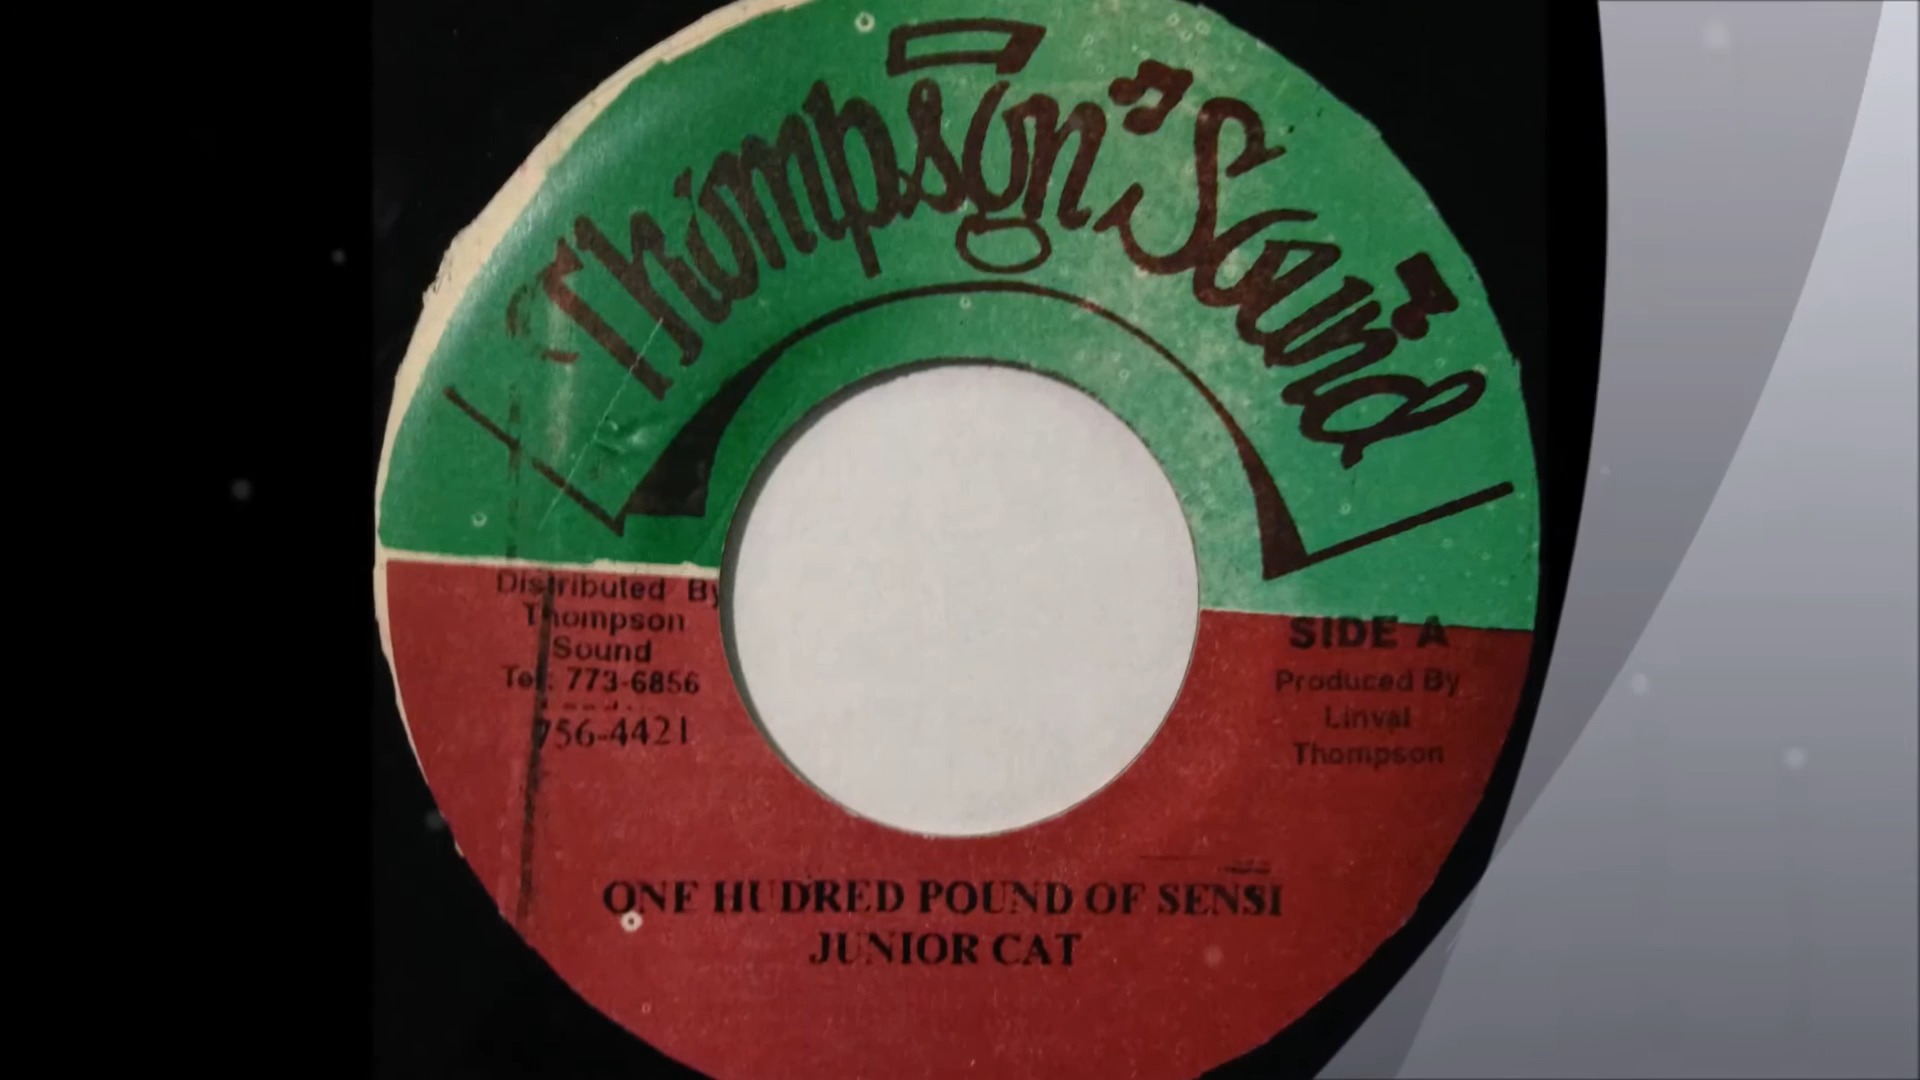 Thompson Sound
Distributed By
Thompson
Sound
Tel: 773-6856
756-4421
SIDE A
Produced By
Linval
Thompson
ONE HUDRED POUND OF SENSI
JUNIOR CAT